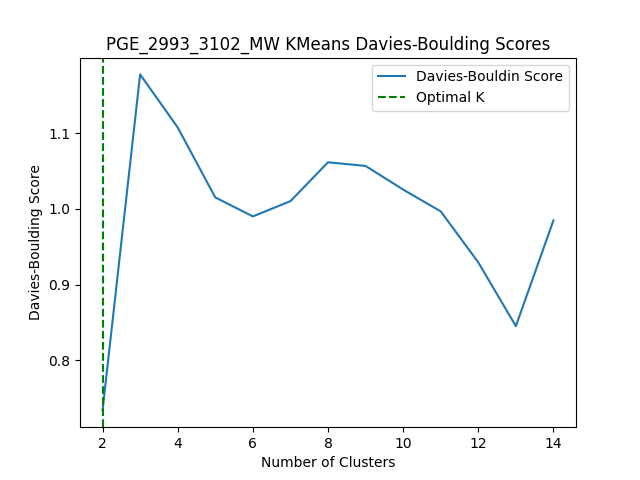 PGE_2993_3102_MW KMeans Davies-Boulding Scores
Davies-Bouldin Score
Optimal K
Davies-Boulding Score
1.1
1.0
0.9
0.8
2 4 6 8 10 12 14
Number of Clusters